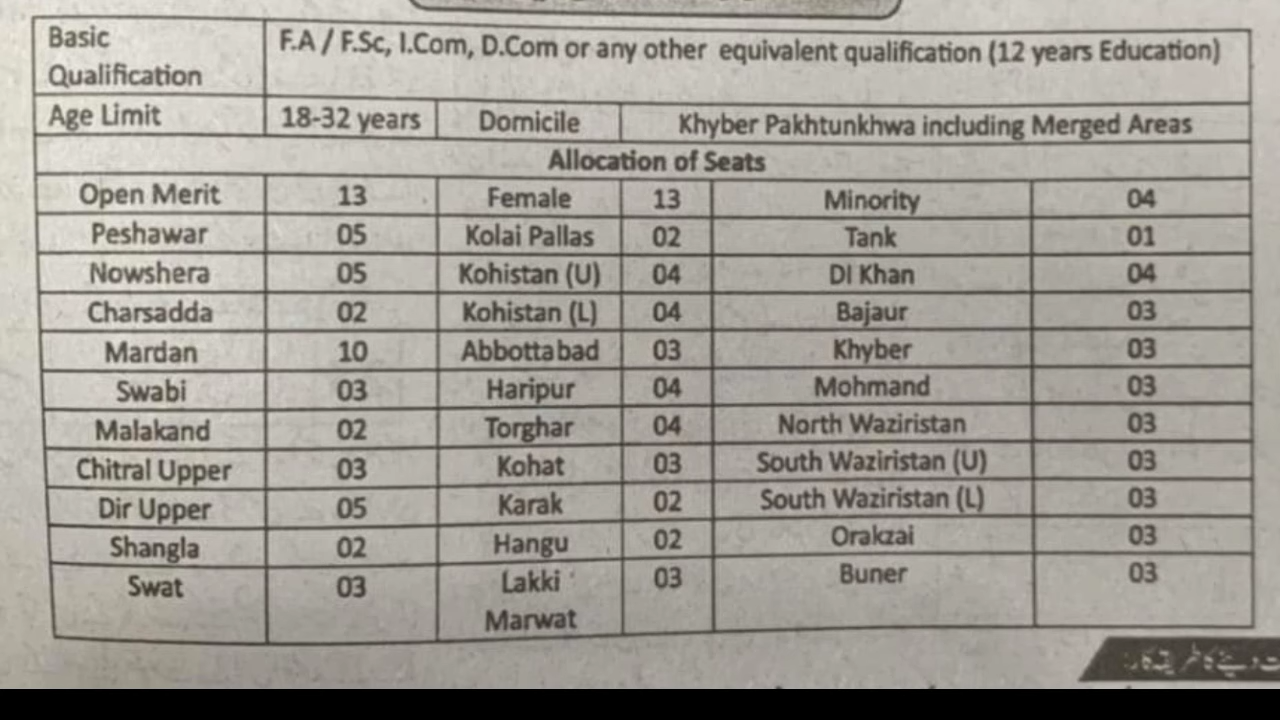 Basic Qualification F.A / F.Sc, I.Com, D.Com or any other equivalent qualification (12 years Education)
Age Limit 18-32 years Domicile Khyber Pakhtunkhwa including Merged Areas
Allocation of Seats
Open Merit 13 Female 13 Minority 04
Peshawar 05 Kolai Pallas 02 Tank 01
Nowshera 05 Kohistan (U) 04 DI Khan 04
Charsadda 02 Kohistan (L) 04 Bajaur 03
Mardan 10 Abbottabad 03 Khyber 03
Swabi 03 Haripur 04 Mohmand 03
Malakand 02 Torghar 04 North Waziristan 03
Chitral Upper 03 Kohat 03 South Waziristan (U) 03
Dir Upper 05 Karak 02 South Waziristan (L) 03
Shangla 02 Hangu 02 Orakzai 03
Swat 03 Lakki Marwat 03 Buner 03